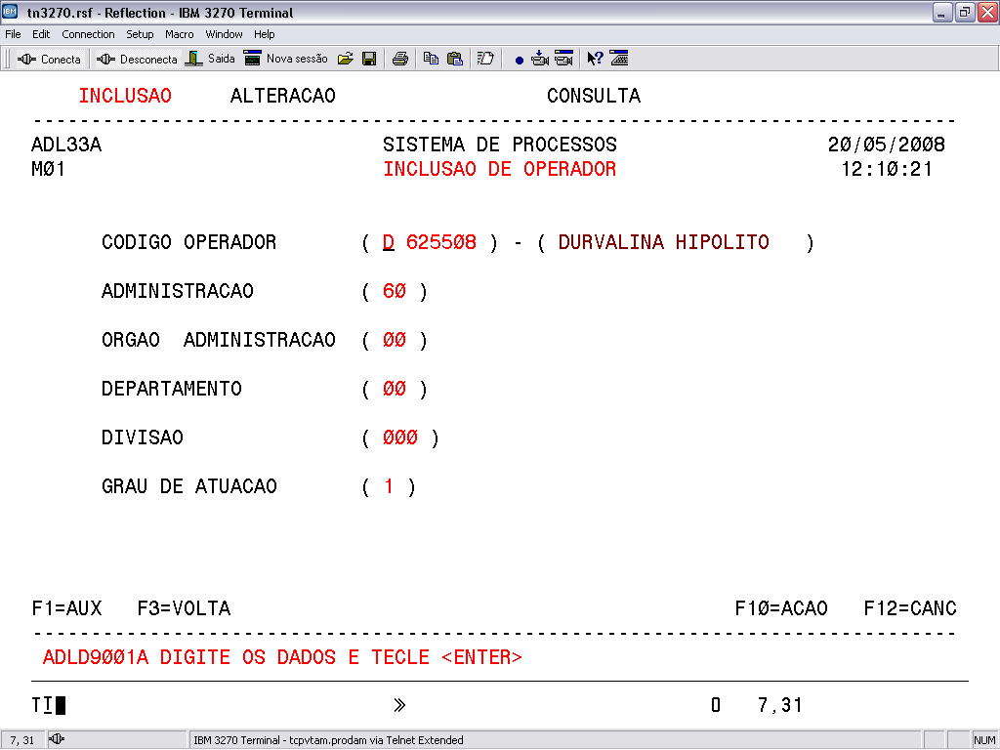 tn3270.rsf - Reflection - IBM 3270 Terminal
File Edit Connection Setup Macro Window Help
Conecta Desconecta Saida Nova sessão
INCLUSAO ALTERACAO CONSULTA
ADL33A SISTEMA DE PROCESSOS 20/05/2008
M01 INCLUSAO DE OPERADOR 12:10:21
CODIGO OPERADOR ( D 625508 ) - ( DURVALINA HIPOLITO )
ADMINISTRACAO ( 60 )
ORGAO ADMINISTRACAO ( 00 )
DEPARTAMENTO ( 00 )
DIVISAO ( 000 )
GRAU DE ATUACAO ( 1 )
F1=AUX F3=VOLTA F10=ACAO F12=CANC
ADLD9001A DIGITE OS DADOS E TECLE <ENTER>
TI » O 7,31
7, 31 IBM 3270 Terminal - tcpvtam.prodam via Telnet Extended NUM